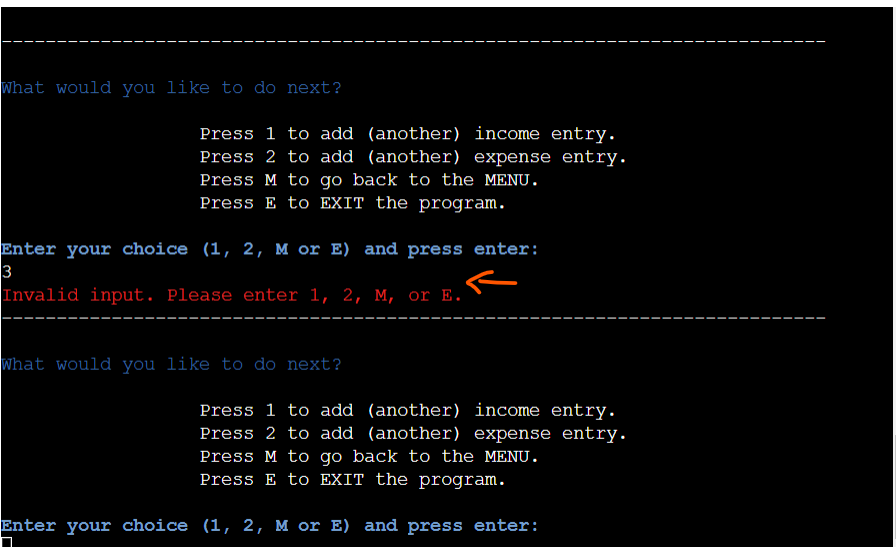 --------------------------------------------------------------------------
What would you like to do next?
Press 1 to add (another) income entry.
Press 2 to add (another) expense entry.
Press M to go back to the MENU.
Press E to EXIT the program.
Enter your choice (1, 2, M or E) and press enter:
3
Invalid input. Please enter 1, 2, M, or E.
--------------------------------------------------------------------------
What would you like to do next?
Press 1 to add (another) income entry.
Press 2 to add (another) expense entry.
Press M to go back to the MENU.
Press E to EXIT the program.
Enter your choice (1, 2, M or E) and press enter: